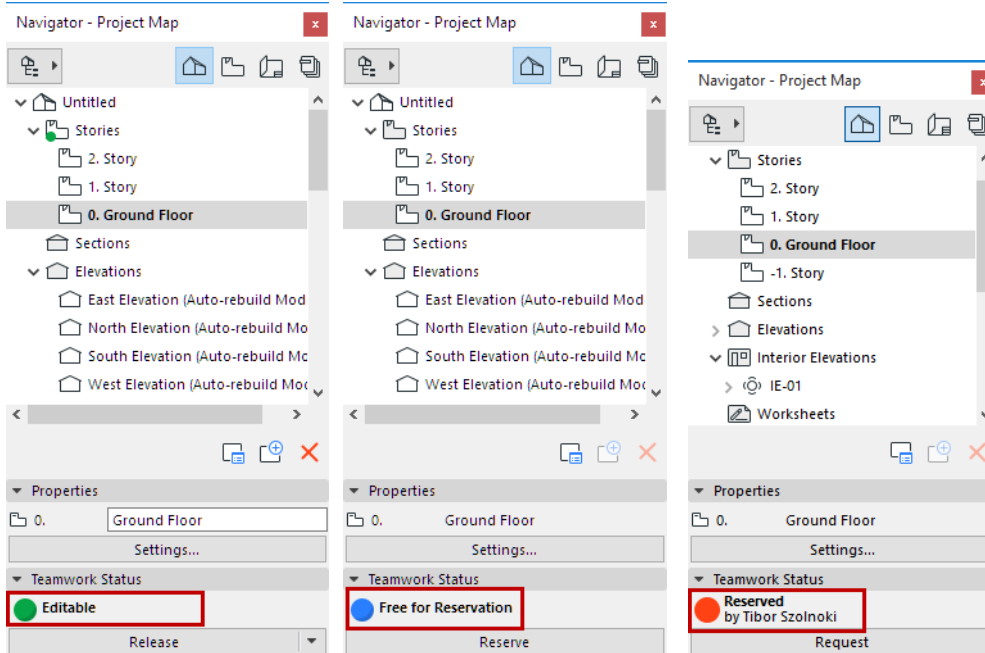 Navigator - Project Map
Untitled
Stories
2. Story
1. Story
0. Ground Floor
Sections
Elevations
East Elevation (Auto-rebuild Mod
North Elevation (Auto-rebuild Mo
South Elevation (Auto-rebuild Mc
West Elevation (Auto-rebuild Moc
Properties
0. Ground Floor
Settings...
Teamwork Status
Editable
Release
Navigator - Project Map
Untitled
Stories
2. Story
1. Story
0. Ground Floor
Sections
Elevations
East Elevation (Auto-rebuild Mod
North Elevation (Auto-rebuild Mo
South Elevation (Auto-rebuild Mc
West Elevation (Auto-rebuild Moc
Properties
0. Ground Floor
Settings...
Teamwork Status
Free for Reservation
Reserve
Navigator - Project Map
Stories
2. Story
1. Story
0. Ground Floor
-1. Story
Sections
Elevations
Interior Elevations
IE-01
Worksheets
Properties
0. Ground Floor
Settings...
Teamwork Status
Reserved
by Tibor Szolnoki
Request